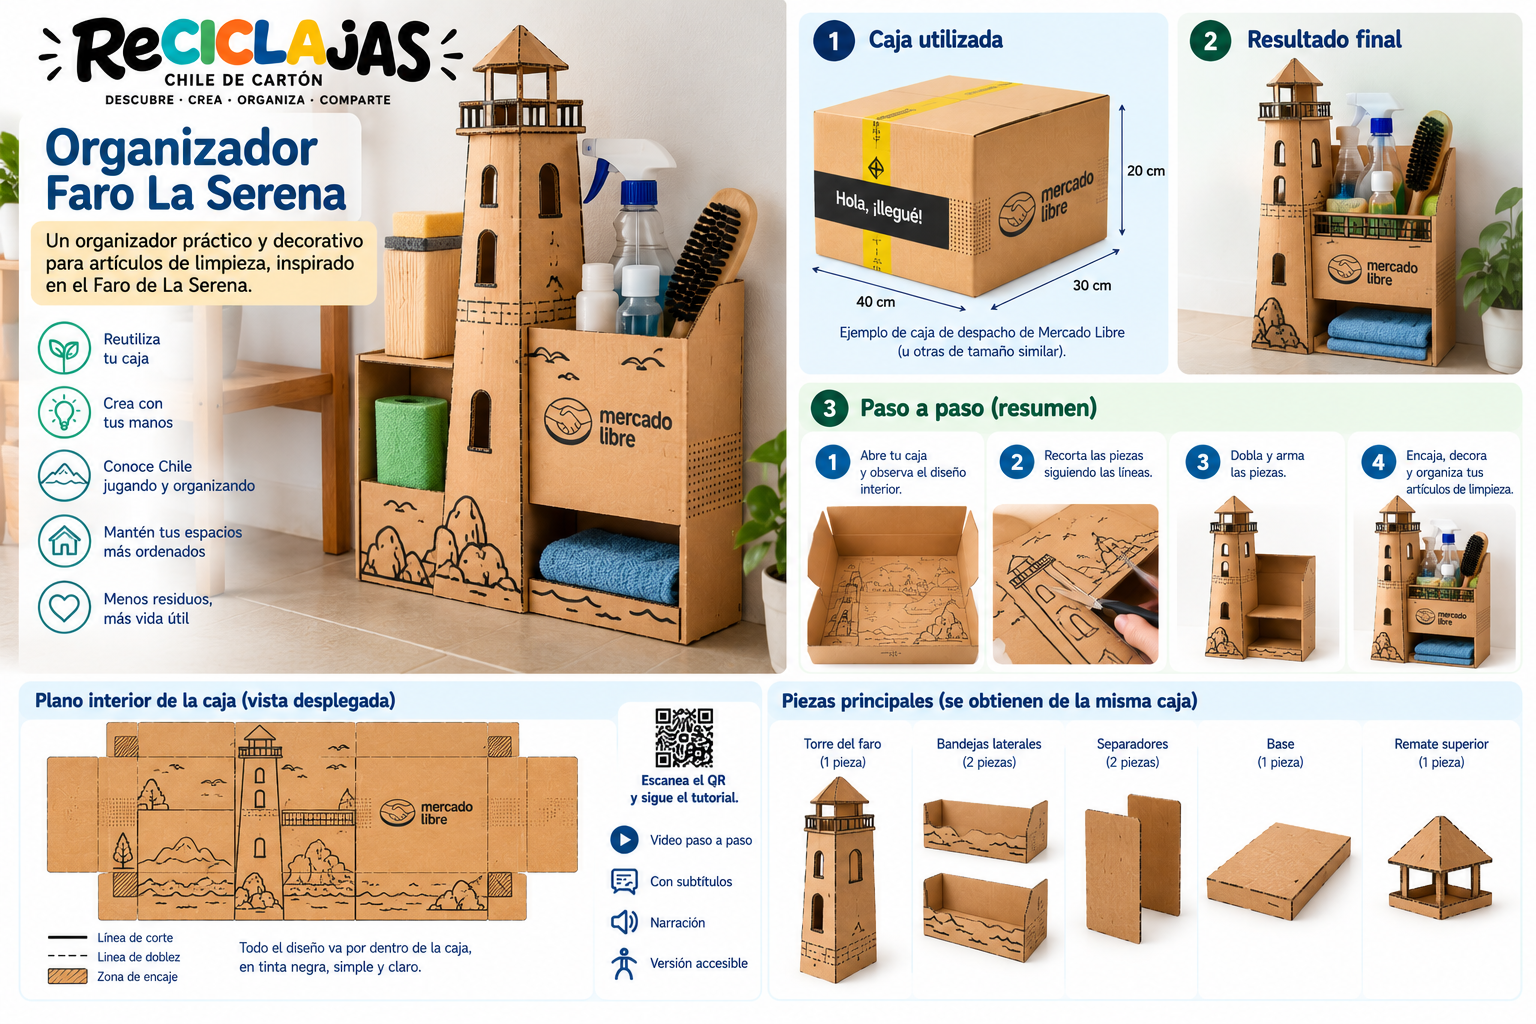 ReCICLAJAS
CHILE DE CARTÓN
DESCUBRE · CREA · ORGANIZA · COMPARTE
Organizador
Faro La Serena
Un organizador práctico y decorativo
para artículos de limpieza, inspirado
en el Faro de La Serena.
Reutiliza
tu caja
Crea con
tus manos
Conoce Chile
jugando y organizando
Mantén tus espacios
más ordenados
Menos residuos,
más vida útil
mercado
libre
1 Caja utilizada
Hola, ¡llegué!
mercado
libre
20 cm
30 cm
40 cm
Ejemplo de caja de despacho de Mercado Libre
(u otras de tamaño similar).
2 Resultado final
mercado
libre
3 Paso a paso (resumen)
1 Abre tu caja
y observa el diseño
interior.
2 Recorta las piezas
siguiendo las líneas.
3 Dobla y arma
las piezas.
4 Encaja, decora
y organiza tus
artículos de limpieza.
mercado
libre
Plano interior de la caja (vista desplegada)
mercado
libre
Línea de corte
Linea de doblez
Zona de encaje
Todo el diseño va por dentro de la caja,
en tinta negra, simple y claro.
Escanea el QR
y sigue el tutorial.
Video paso a paso
Con subtítulos
Narración
Versión accesible
Piezas principales (se obtienen de la misma caja)
Torre del faro
(1 pieza)
Bandejas laterales
(2 piezas)
Separadores
(2 piezas)
Base
(1 pieza)
Remate superior
(1 pieza)